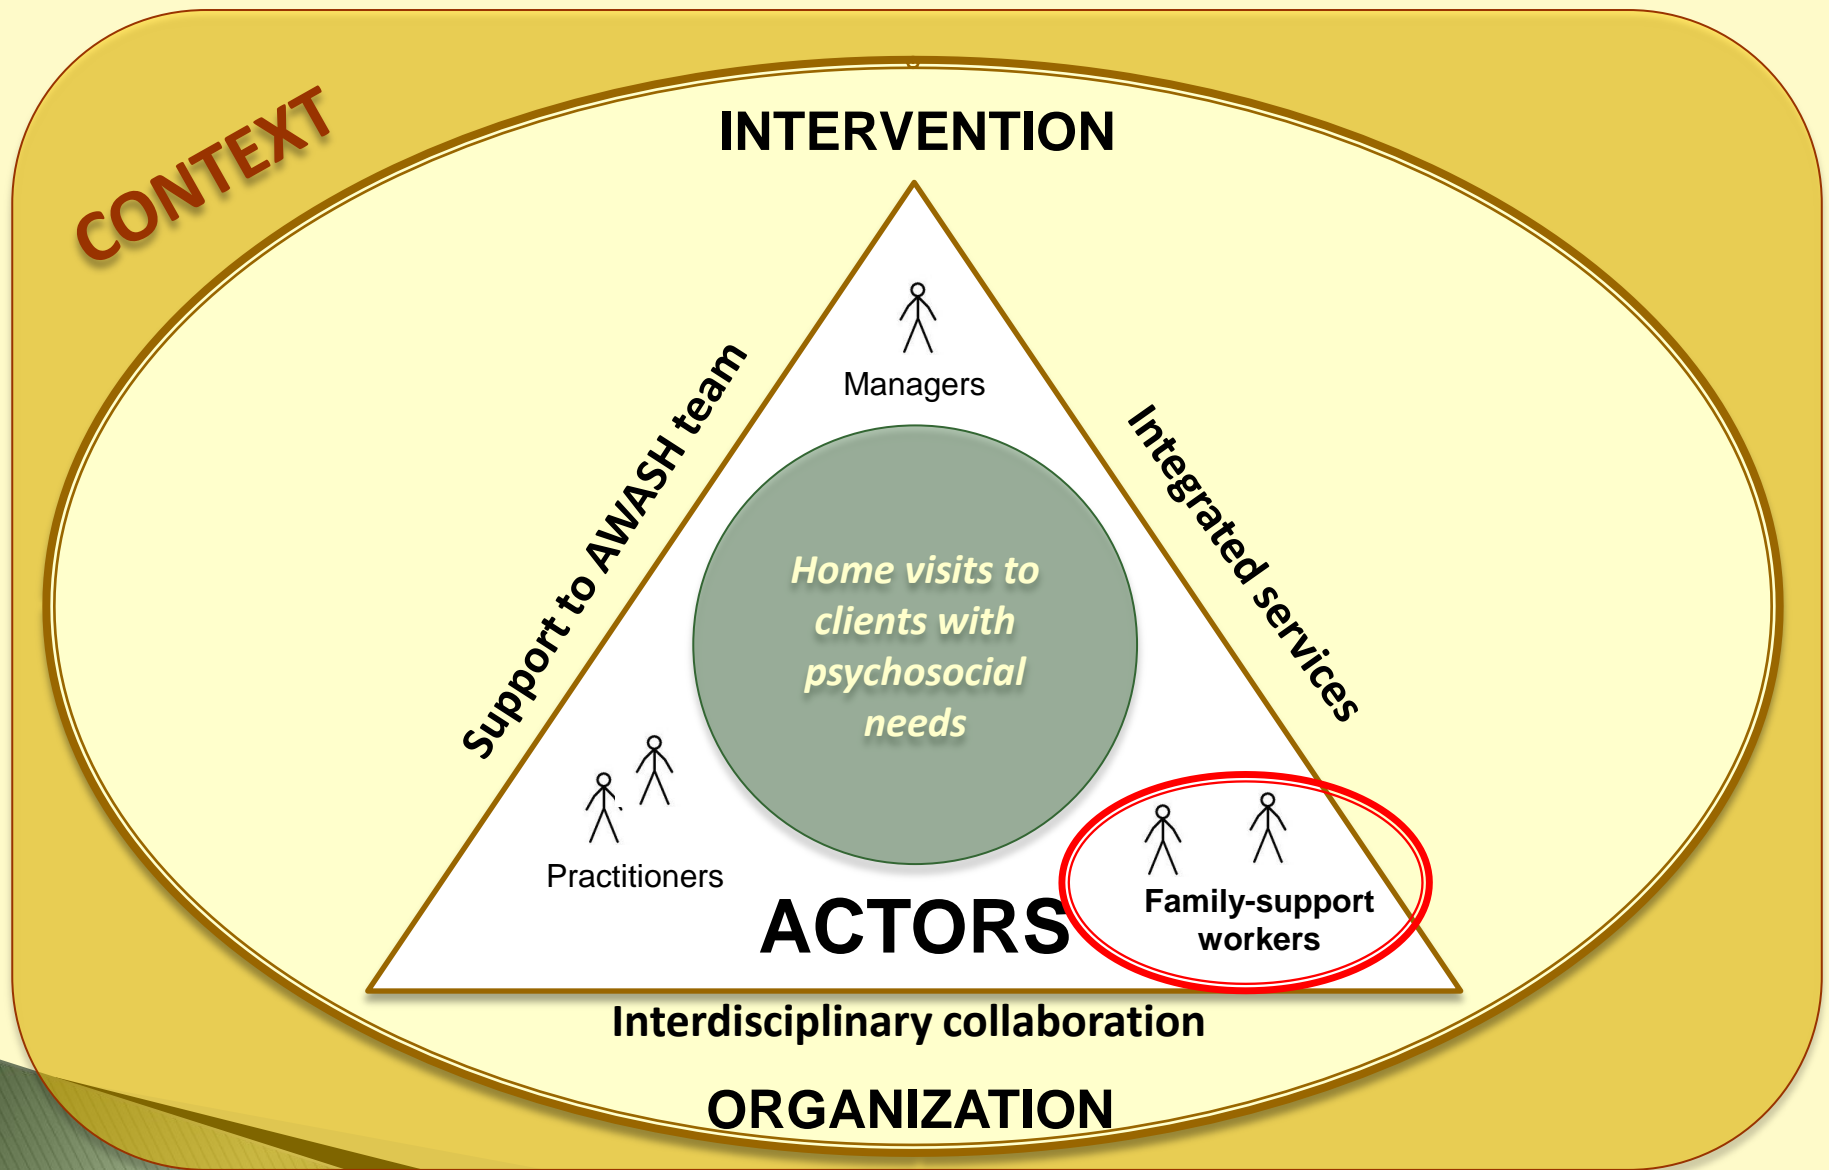 CONTEXT
INTERVENTION
Managers
Support to AWASH team
Integrated services
Home visits to
clients with
psychosocial
needs
Practitioners
Family-support
workers
ACTORS
Interdisciplinary collaboration
ORGANIZATION